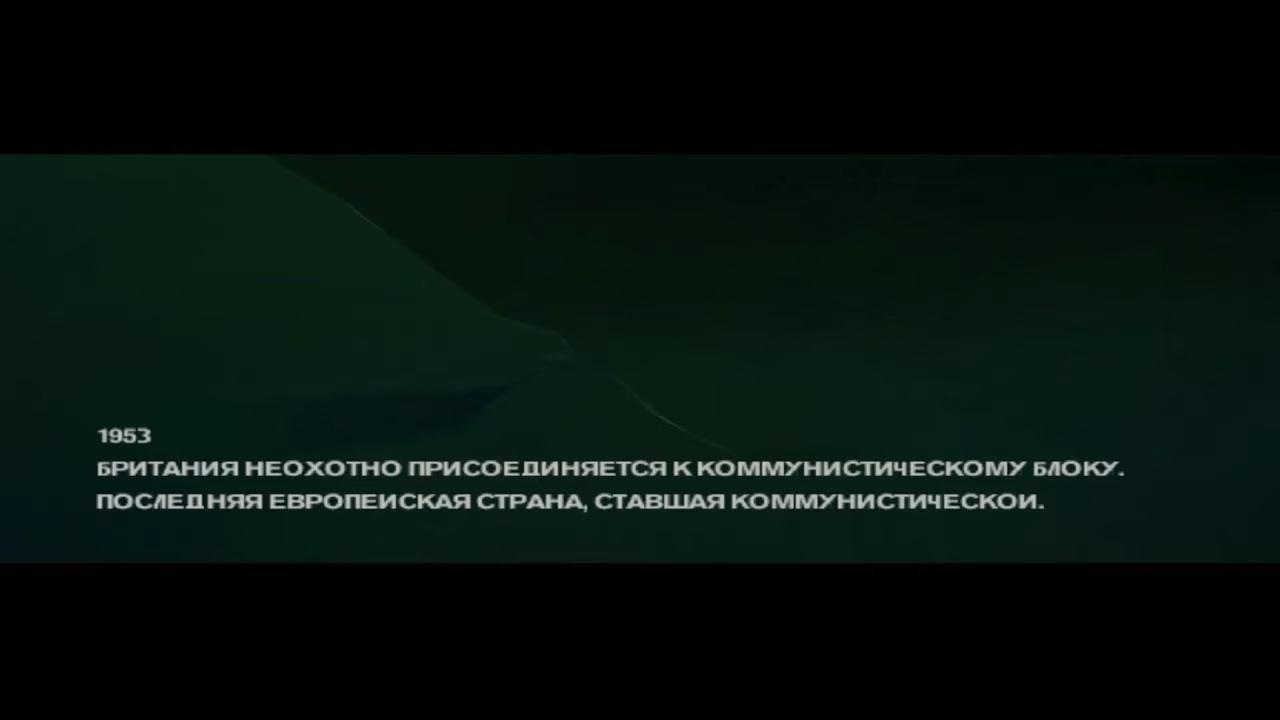 1953
БРИТАНИЯ НЕОХОТНО ПРИСОЕДИНЯЕТСЯ К КОММУНИСТИЧЕСКОМУ БЛОКУ.
ПОСЛЕДНЯЯ ЕВРОПЕИСКАЯ СТРАНА, СТАВШАЯ КОММУНИСТИЧЕСКОИ.